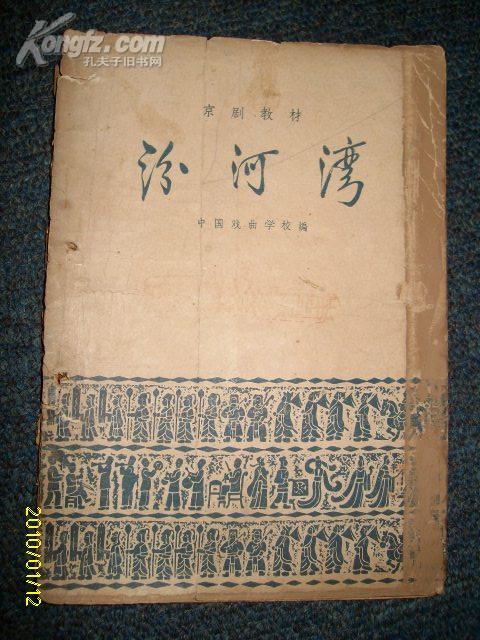 Kongfz.com
孔夫子旧书网
京剧教材
汾河湾
中国戏曲学校编
2010/01/12